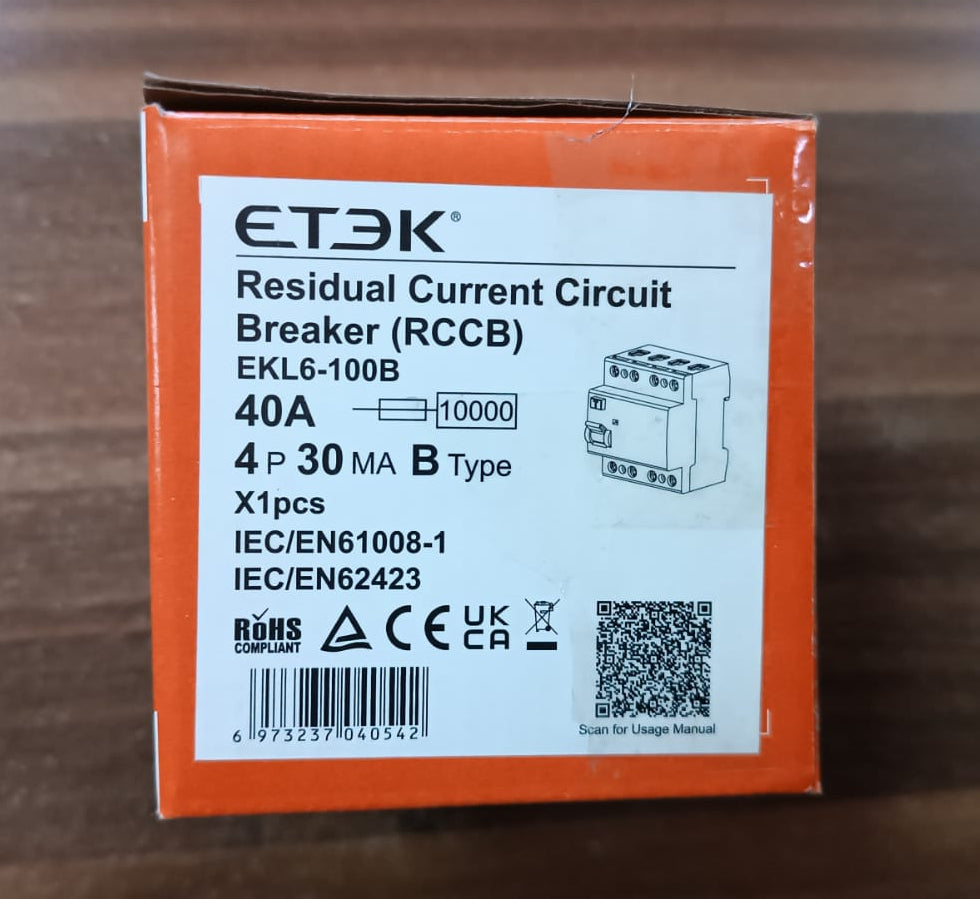 ETEK®
Residual Current Circuit
Breaker (RCCB)
EKL6-100B
40A 10000
4 P 30 MA B Type
X1pcs
IEC/EN61008-1
IEC/EN62423
RoHS
COMPLIANT
CE
UK
CA
6 973237 040542
Scan for Usage Manual